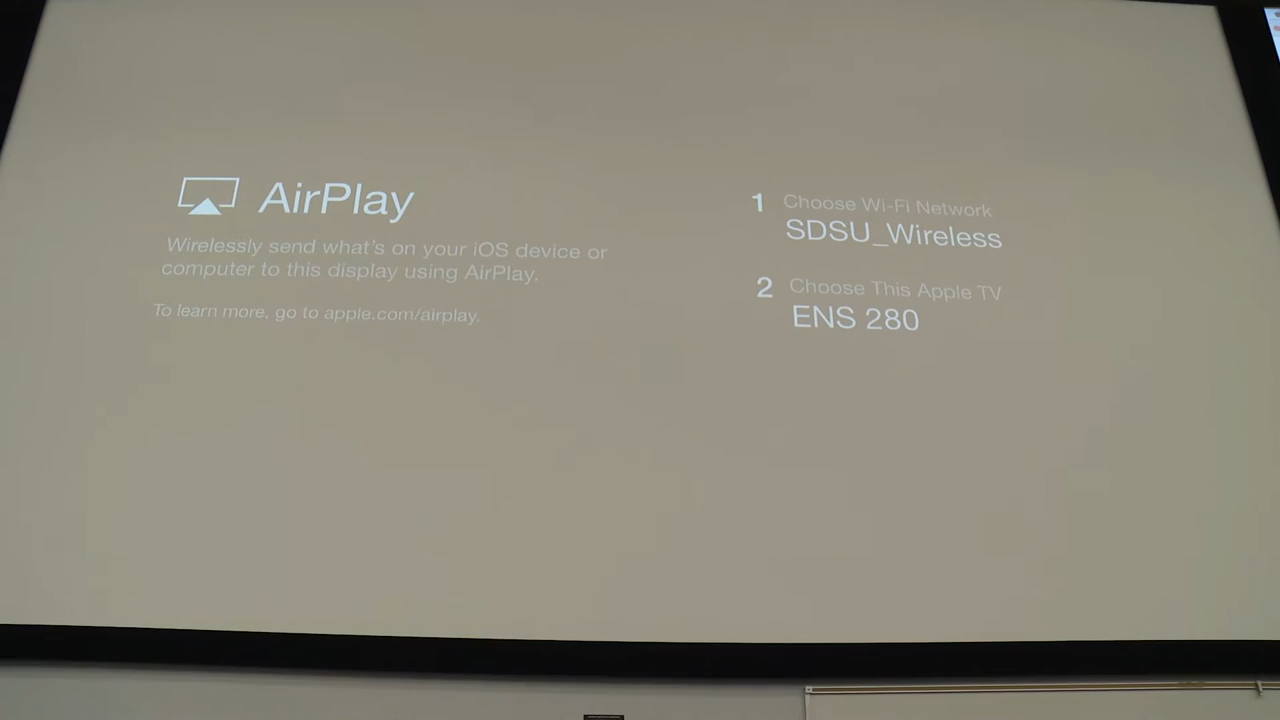 AirPlay
Wirelessly send what's on your iOS device or
computer to this display using AirPlay.
To learn more, go to apple.com/airplay.
1 Choose Wi-Fi Network
SDSU_Wireless
2 Choose This Apple TV
ENS 280